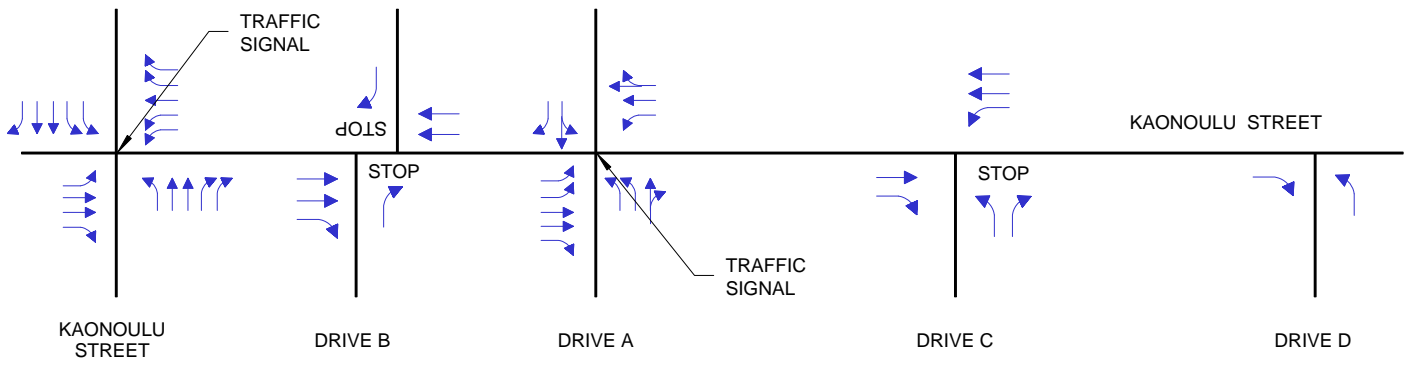 TRAFFIC
SIGNAL
STOP
KAONOULU STREET
STOP
STOP
TRAFFIC
SIGNAL
KAONOULU
STREET
DRIVE B
DRIVE A
DRIVE C
DRIVE D